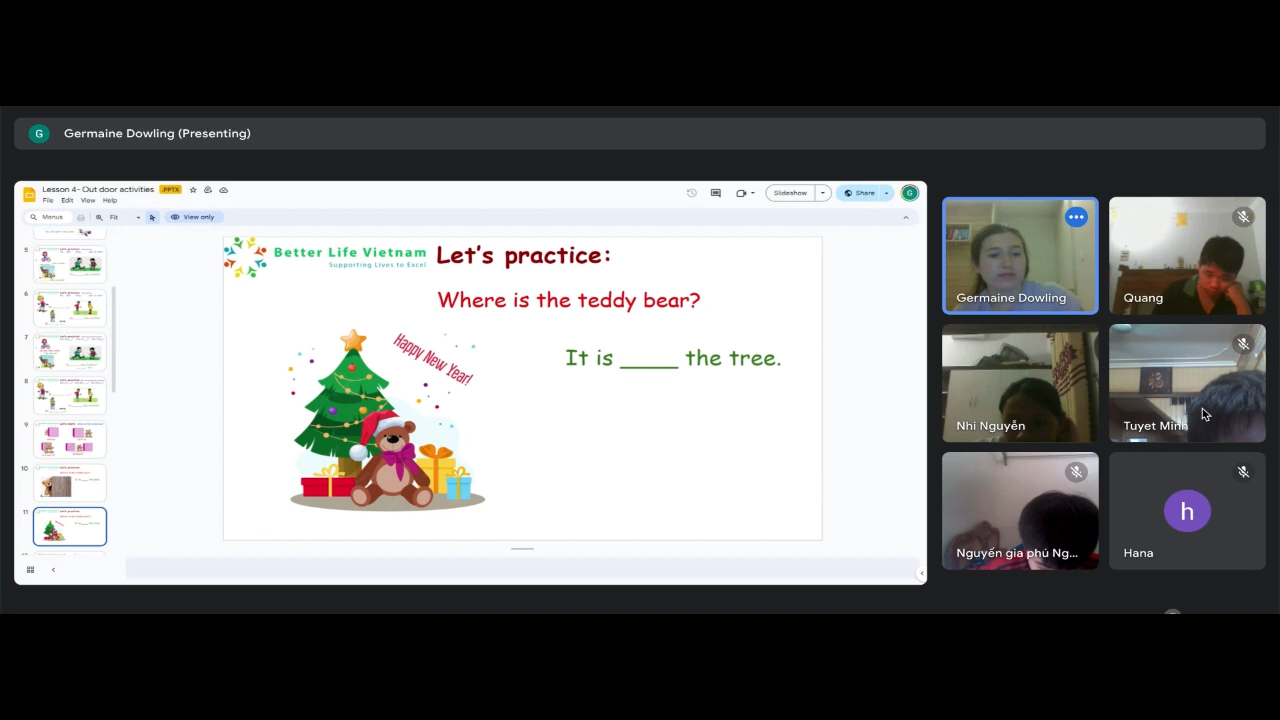 G Germaine Dowling (Presenting)
Lesson 4- Out door activities .PPTX
File Edit View Help
Slideshow
Share
G
Menus
Fit
View only
5
6
7
8
9
10
11
Better Life Vietnam
Supporting Lives to Excel
Let's practice:
Where is the teddy bear?
Happy New Year!
It is _____ the tree.
Germaine Dowling
Quang
Nhi Nguyễn
Tuyet Minh
Nguyễn gia phú Ng...
h
Hana